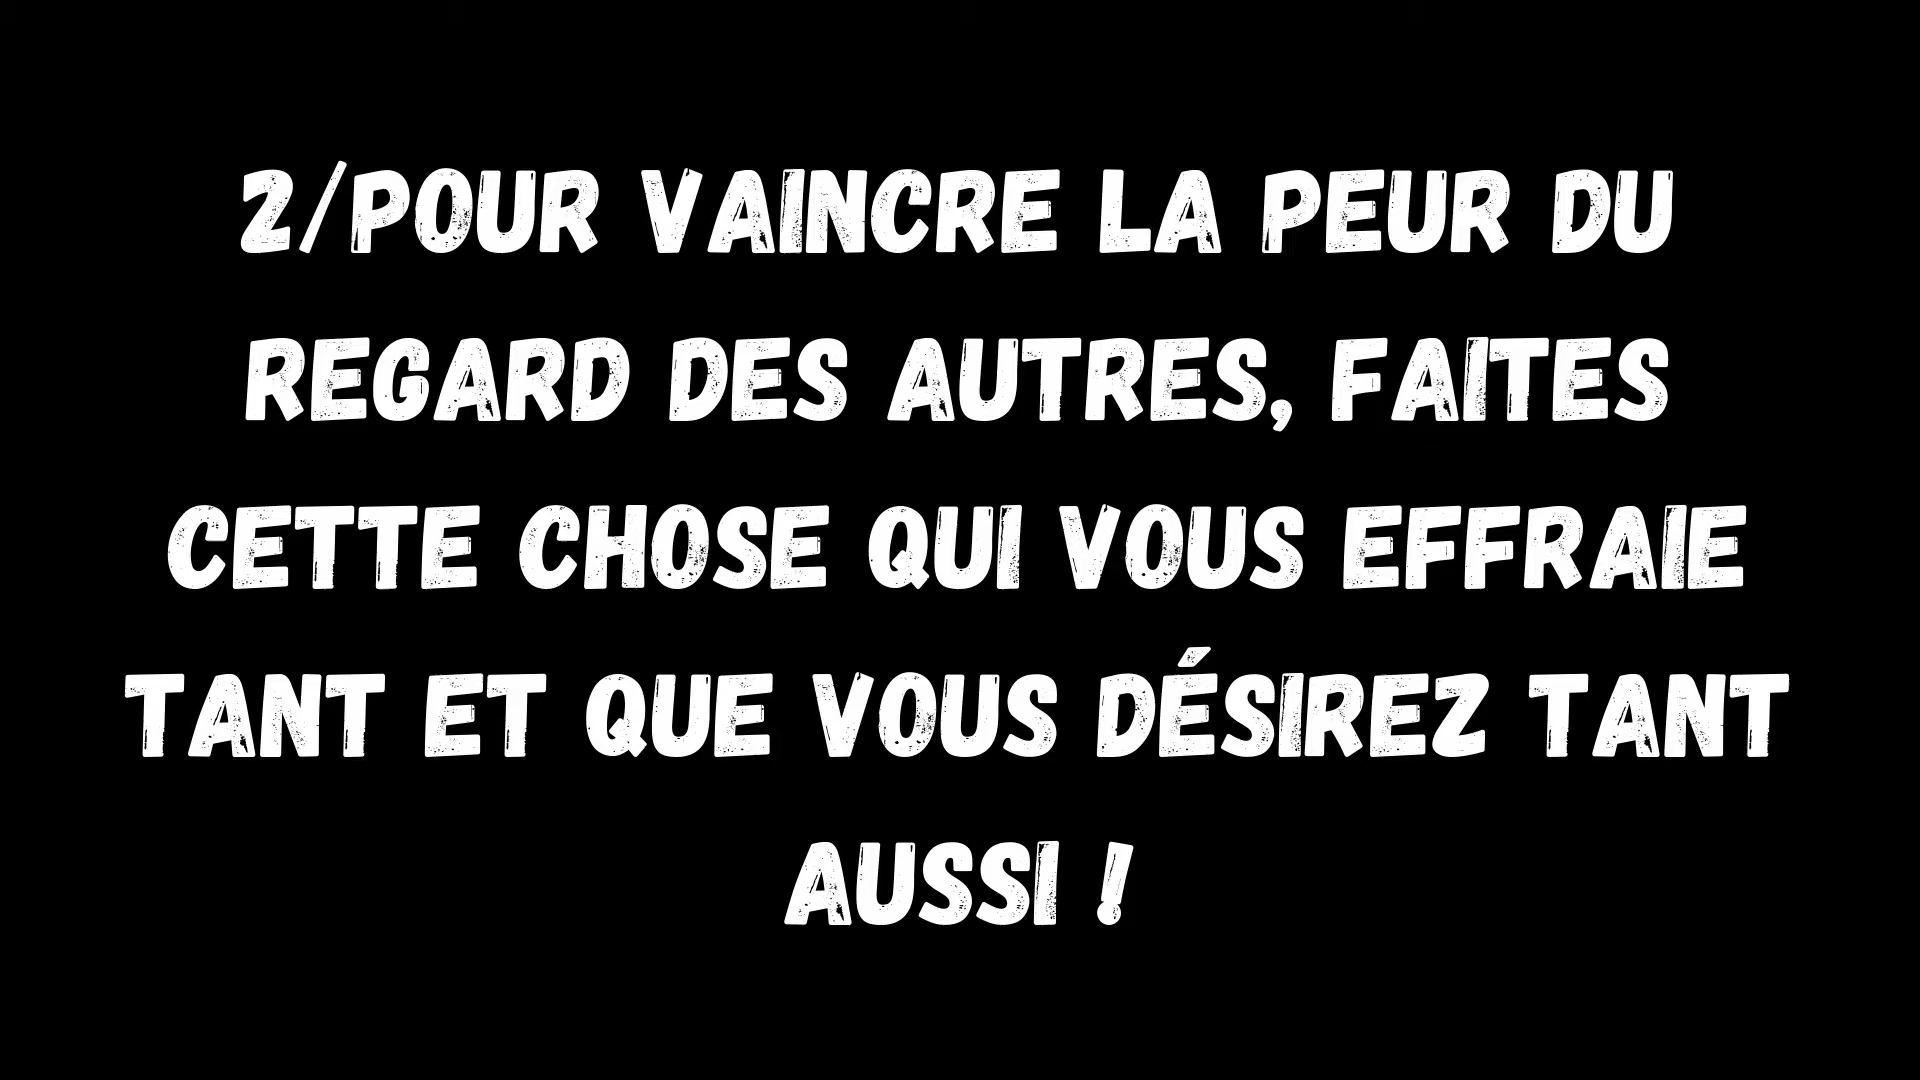 2/POUR VAINCRE LA PEUR DU
REGARD DES AUTRES, FAITES
CETTE CHOSE QUI VOUS EFFRAIE
TANT ET QUE VOUS DÉSIREZ TANT
AUSSI !